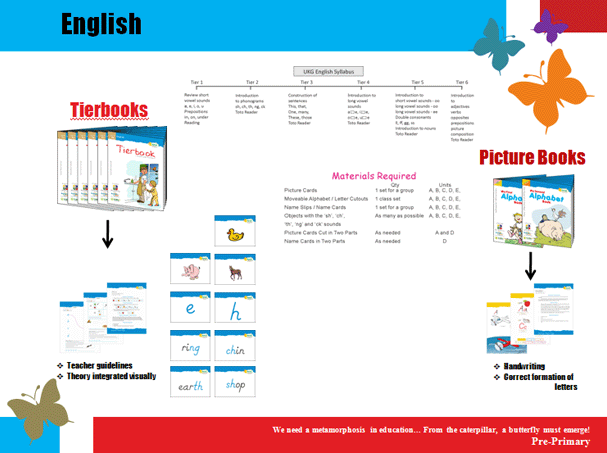 English
UKG English Syllabus
Tier 1
Review short
vowel sounds
a, e, i, o, u
Prepositions
in, on, under
Reading
Tier 2
Introduction
to phonograms
sh, ch, th, ng, ck
Toto Reader
Tier 3
Construction of
sentences
This, that,
One, many,
These, those
Toto Reader
Tier 4
Introduction to
long vowel
sounds
Toto Reader
Tier 5
Introduction to
short vowel sounds - oo
long vowel sounds - oo
long vowel sounds - ee
Double consonants
ll, ff, gg, ss
Introduction to nouns
Toto Reader
Tier 6
Introduction
to
adjectives
verbs
opposites
prepositions
picture
composition
Toto Reader
Tierbooks
Tierbook
Picture Books
Alphabet
Book
Alphabet
Book
Materials Required
Qty Units
Picture Cards 1 set for a group A, B, C, D, E,
Moveable Alphabet / Letter Cutouts 1 class set A, B, C, D, E,
Name Slips / Name Cards 1 set for a group A, B, C, D, E,
Objects with the 'sh', 'ch', As many as possible A, B, C, D, E,
'th', 'ng' and 'ck' sounds
Picture Cards Cut in Two Parts As needed A and D
Name Cards in Two Parts As needed D
e
h
ring
chin
earth
shop
Aa
Cc
❖ Teacher guidelines
❖ Theory integrated visually
❖ Handwriting
❖ Correct formation of
letters
We need a metamorphosis in education... From the caterpillar, a butterfly must emerge!
Pre-Primary